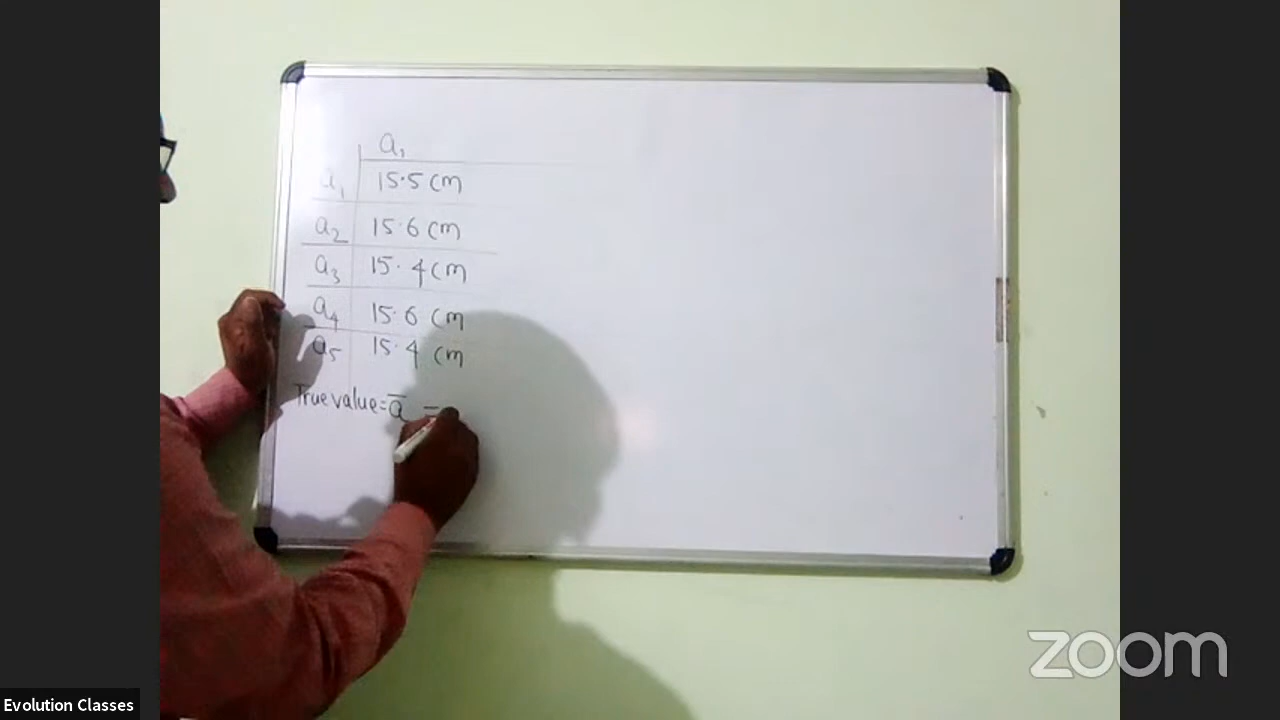 a₁
a₁ 15.5 cm
a₂ 15.6 cm
a₃ 15.4 cm
a₄ 15.6 cm
a₅ 15.4 cm
True value = a̅ =
zoom
Evolution Classes